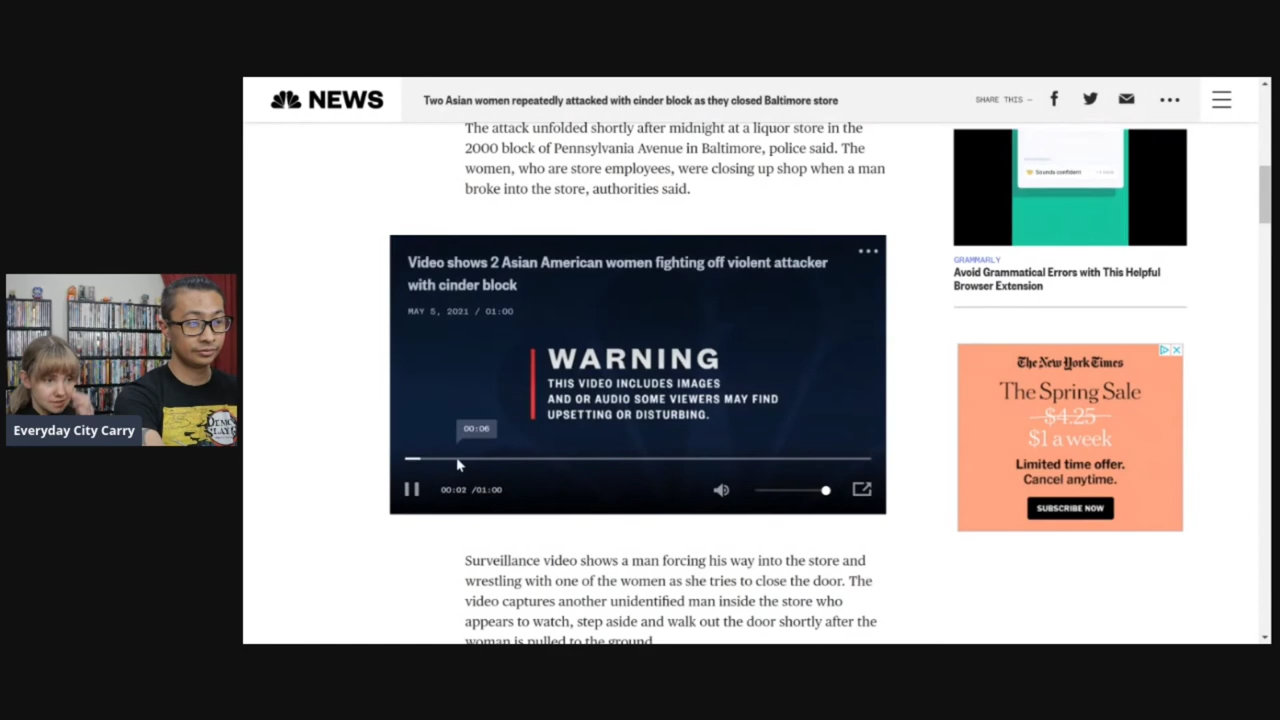 NEWS
Two Asian women repeatedly attacked with cinder block as they closed Baltimore store
SHARE THIS —
The attack unfolded shortly after midnight at a liquor store in the
2000 block of Pennsylvania Avenue in Baltimore, police said. The
women, who are store employees, were closing up shop when a man
broke into the store, authorities said.
Video shows 2 Asian American women fighting off violent attacker
with cinder block
MAY 5, 2021 / 01:00
WARNING
THIS VIDEO INCLUDES IMAGES
AND OR AUDIO SOME VIEWERS MAY FIND
UPSETTING OR DISTURBING.
00:06
00:02 /01:00
Surveillance video shows a man forcing his way into the store and
wrestling with one of the women as she tries to close the door. The
video captures another unidentified man inside the store who
appears to watch, step aside and walk out the door shortly after the
woman is pulled to the ground.
Sounds confident
GRAMMARLY
Avoid Grammatical Errors with This Helpful
Browser Extension
The New York Times
The Spring Sale
$4.25
$1 a week
Limited time offer.
Cancel anytime.
SUBSCRIBE NOW
Everyday City Carry